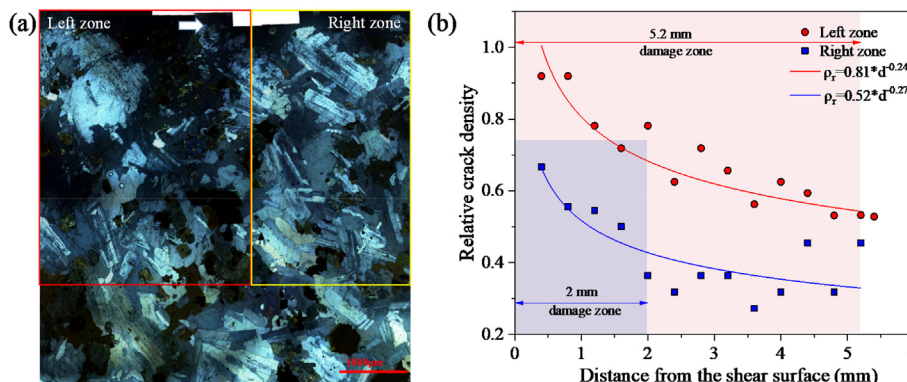 (a)
Left zone
Right zone
(b)
Relative crack density
1.0
0.8
0.6
0.4
0.2
5.2 mm
damage zone
Left zone
Right zone
ρr=0.81*d-0.24
ρr=0.52*d-0.27
2 mm
damage zone
0 1 2 3 4 5
Distance from the shear surface (mm)